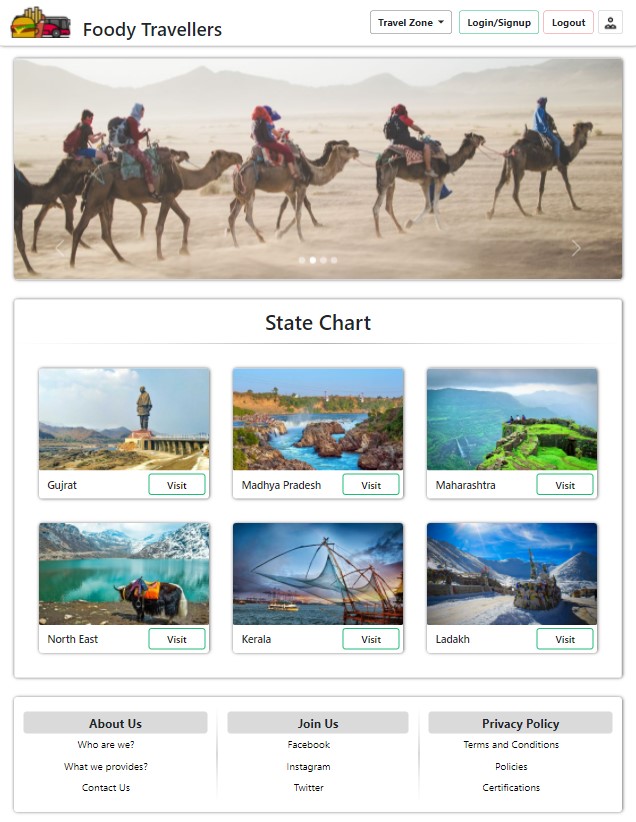 Foody Travellers
Travel Zone
Login/Signup
Logout
State Chart
Gujrat
Visit
Madhya Pradesh
Visit
Maharashtra
Visit
North East
Visit
Kerala
Visit
Ladakh
Visit
About Us
Who are we?
What we provides?
Contact Us
Join Us
Facebook
Instagram
Twitter
Privacy Policy
Terms and Conditions
Policies
Certifications